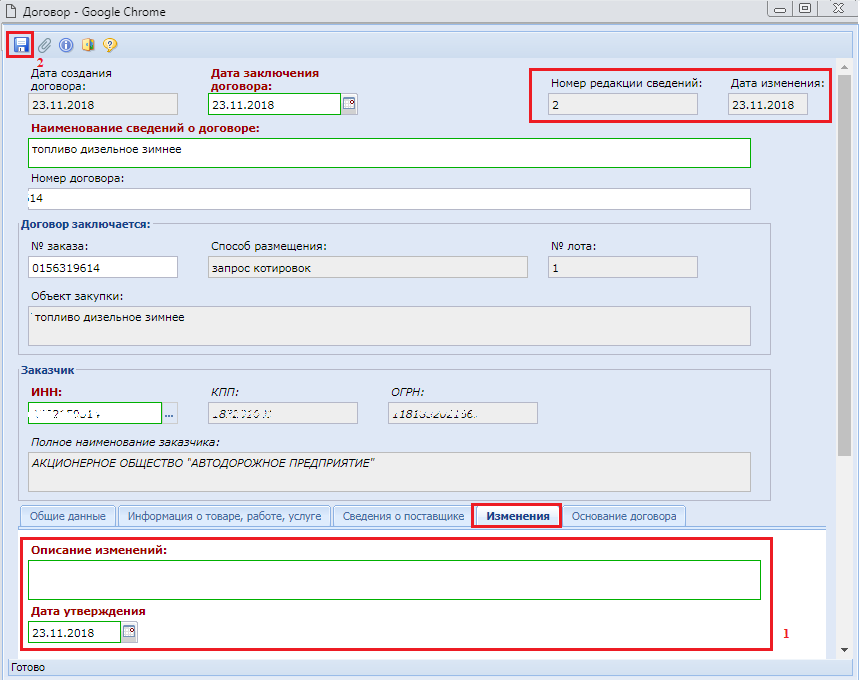 Договор - Google Chrome
2
Дата создания договора:
Дата заключения договора:
Номер редакции сведений:
Дата изменения:
23.11.2018
23.11.2018
2
23.11.2018
Наименование сведений о договоре:
топливо дизельное зимнее
Номер договора:
14
Договор заключается:
№ заказа:
Способ размещения:
№ лота:
0156319614
запрос котировок
1
Объект закупки:
топливо дизельное зимнее
Заказчик
ИНН:
КПП:
ОГРН:
...
Полное наименование заказчика:
АКЦИОНЕРНОЕ ОБЩЕСТВО "АВТОДОРОЖНОЕ ПРЕДПРИЯТИЕ"
Общие данные
Информация о товаре, работе, услуге
Сведения о поставщике
Изменения
Основание договора
Описание изменений:
Дата утверждения
23.11.2018
1
Готово